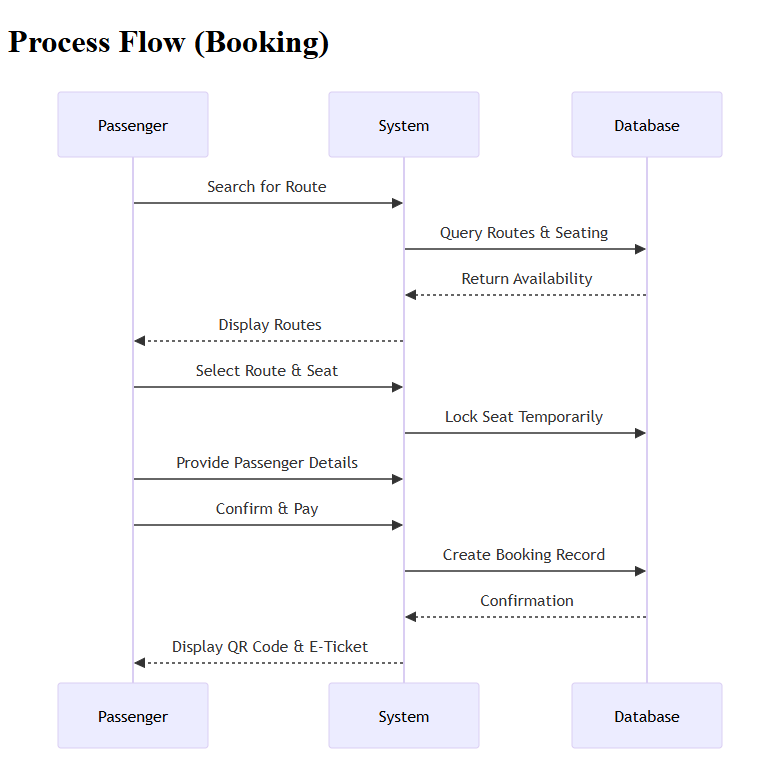 Process Flow (Booking)
Passenger System Database
Search for Route
Query Routes & Seating
Return Availability
Display Routes
Select Route & Seat
Lock Seat Temporarily
Provide Passenger Details
Confirm & Pay
Create Booking Record
Confirmation
Display QR Code & E-Ticket
Passenger System Database